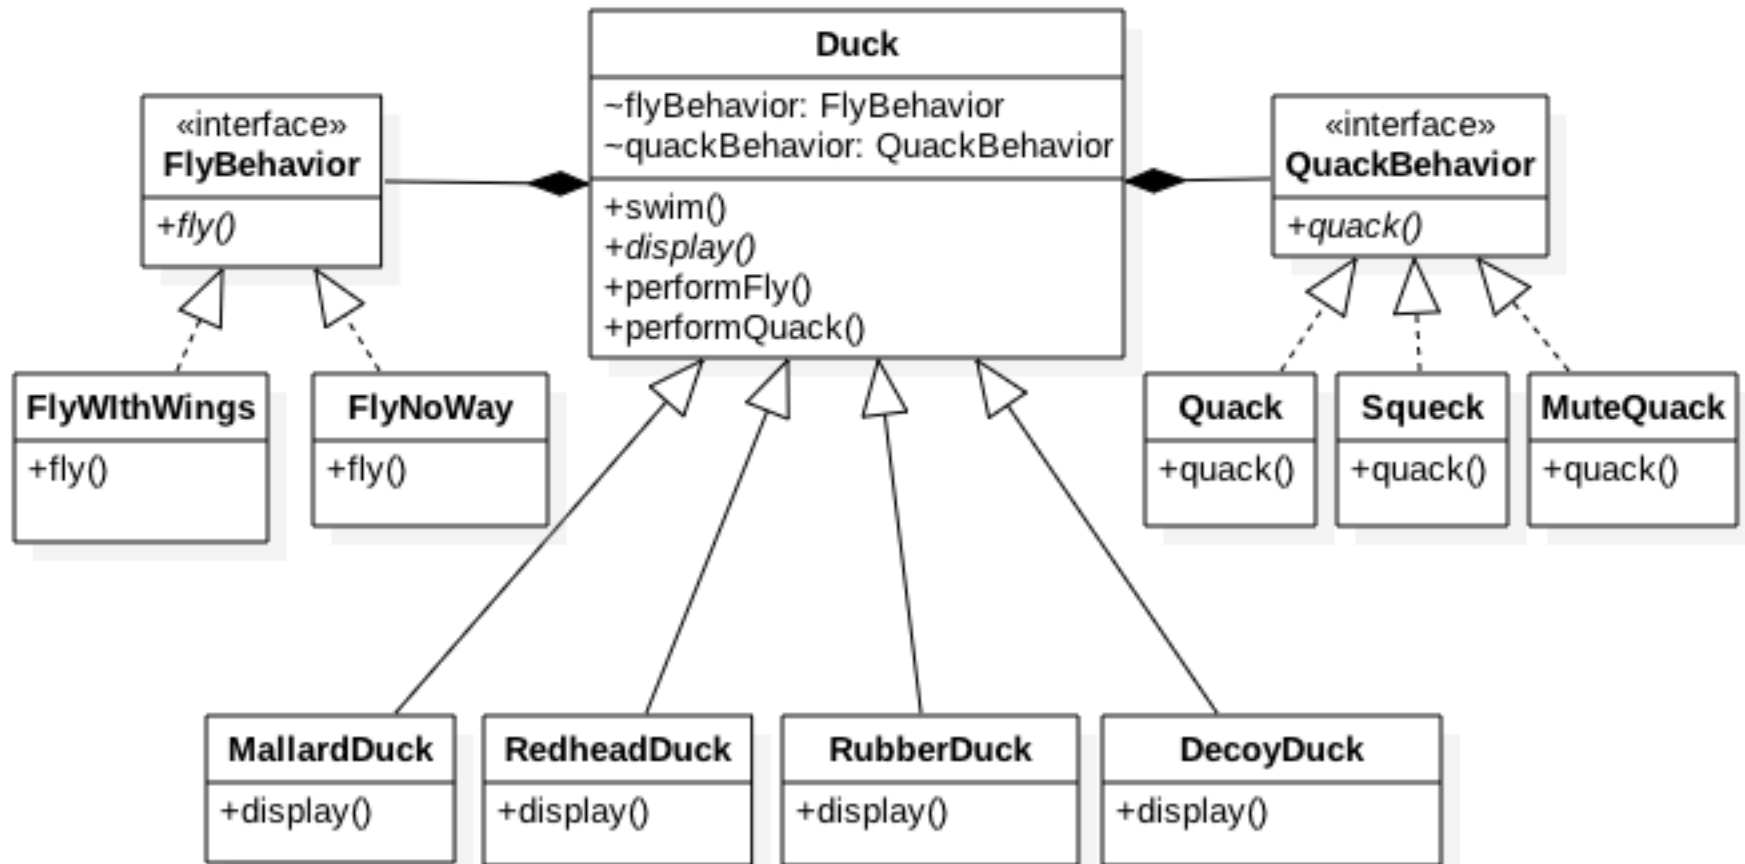 Duck
~flyBehavior: FlyBehavior
~quackBehavior: QuackBehavior
+swim()
+display()
+performFly()
+performQuack()
«interface»
FlyBehavior
+fly()
«interface»
QuackBehavior
+quack()
FlyWIthWings
+fly()
FlyNoWay
+fly()
Quack
+quack()
Squeck
+quack()
MuteQuack
+quack()
MallardDuck
+display()
RedheadDuck
+display()
RubberDuck
+display()
DecoyDuck
+display()